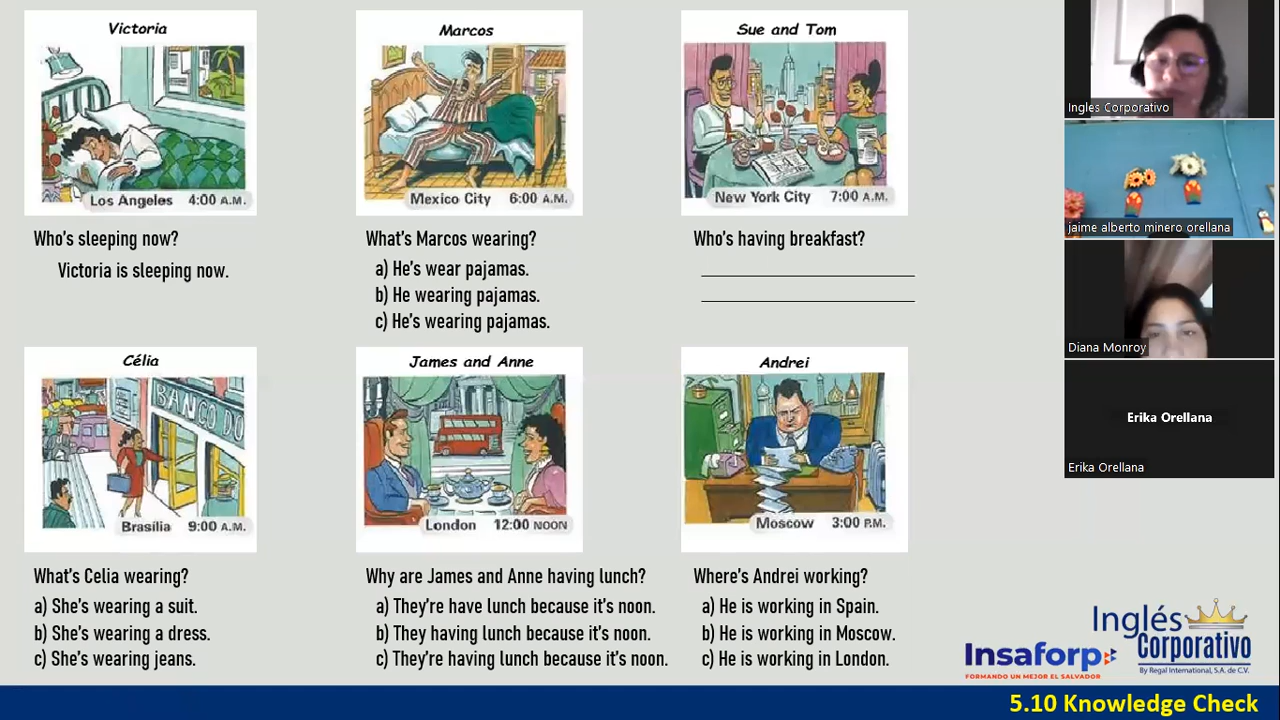 Victoria
Los Angeles 4:00 A.M.
Who's sleeping now?
Victoria is sleeping now.
Marcos
Mexico City 6:00 A.M.
What's Marcos wearing?
a) He's wear pajamas.
b) He wearing pajamas.
c) He's wearing pajamas.
Sue and Tom
New York City 7:00 A.M.
Who's having breakfast?
Célia
BANCO DO
Brasília 9:00 A.M.
What's Celia wearing?
a) She's wearing a suit.
b) She's wearing a dress.
c) She's wearing jeans.
James and Anne
London 12:00 NOON
Why are James and Anne having lunch?
a) They're have lunch because it's noon.
b) They having lunch because it's noon.
c) They're having lunch because it's noon.
Andrei
Moscow 3:00 P.M.
Where's Andrei working?
a) He is working in Spain.
b) He is working in Moscow.
c) He is working in London.
Ingles Corporativo
jaime alberto minero orellana
Diana Monroy
Erika Orellana
Erika Orellana
Insaforp
FORMANDO UN MEJOR EL SALVADOR
Inglés
Corporativo
By Regal International, S.A. de C.V.
5.10 Knowledge Check